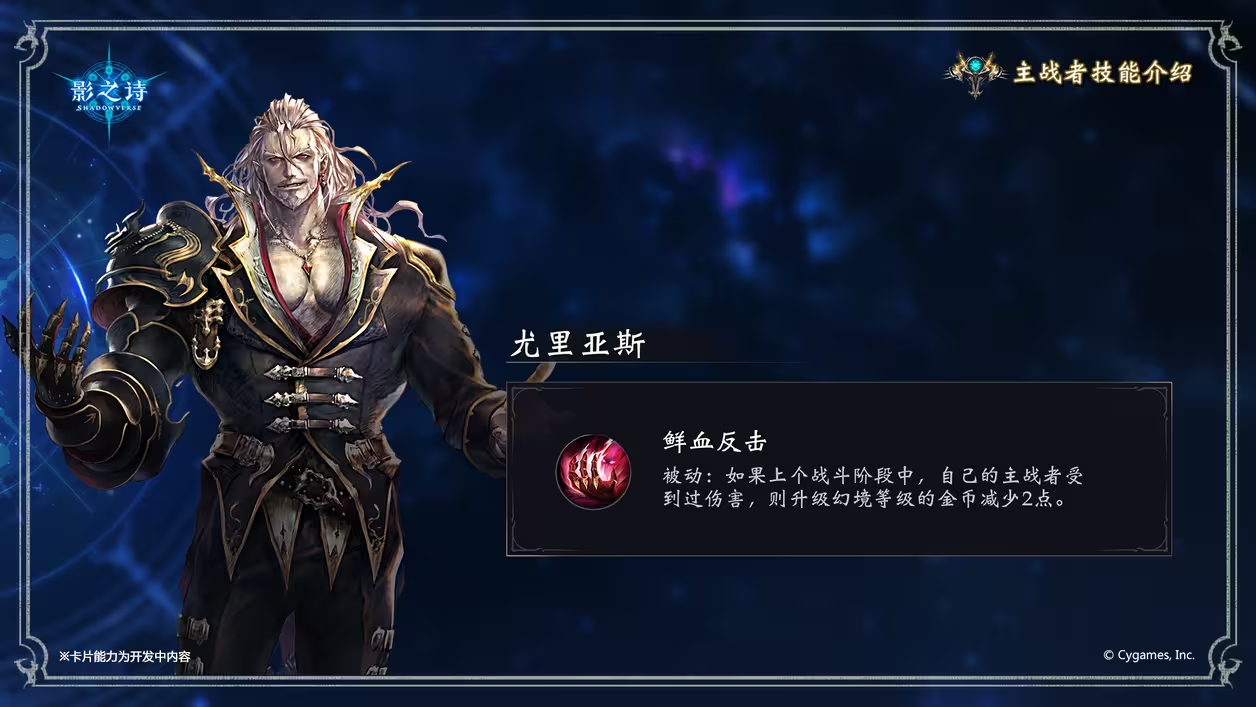 影之诗
SHADOWVERSE
主战者技能介绍
尤里亚斯
鲜血反击
被动：如果上个战斗阶段中，自己的主战者受
到过伤害，则升级幻境等级的金币减少2点。
※卡片能力为开发中内容
© Cygames, Inc.